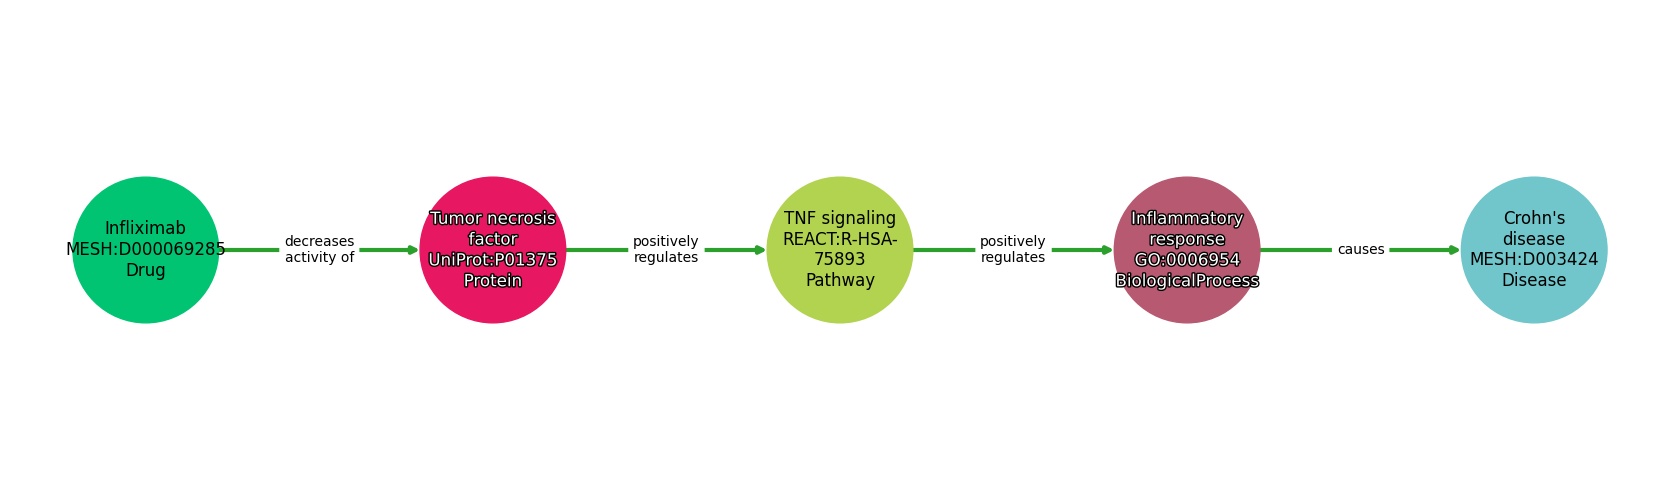 Infliximab
MESH:D000069285
Drug
decreases
activity of
Tumor necrosis
factor
UniProt:P01375
Protein
positively
regulates
TNF signaling
REACT:R-HSA-
75893
Pathway
positively
regulates
Inflammatory
response
GO:0006954
BiologicalProcess
causes
Crohn's
disease
MESH:D003424
Disease